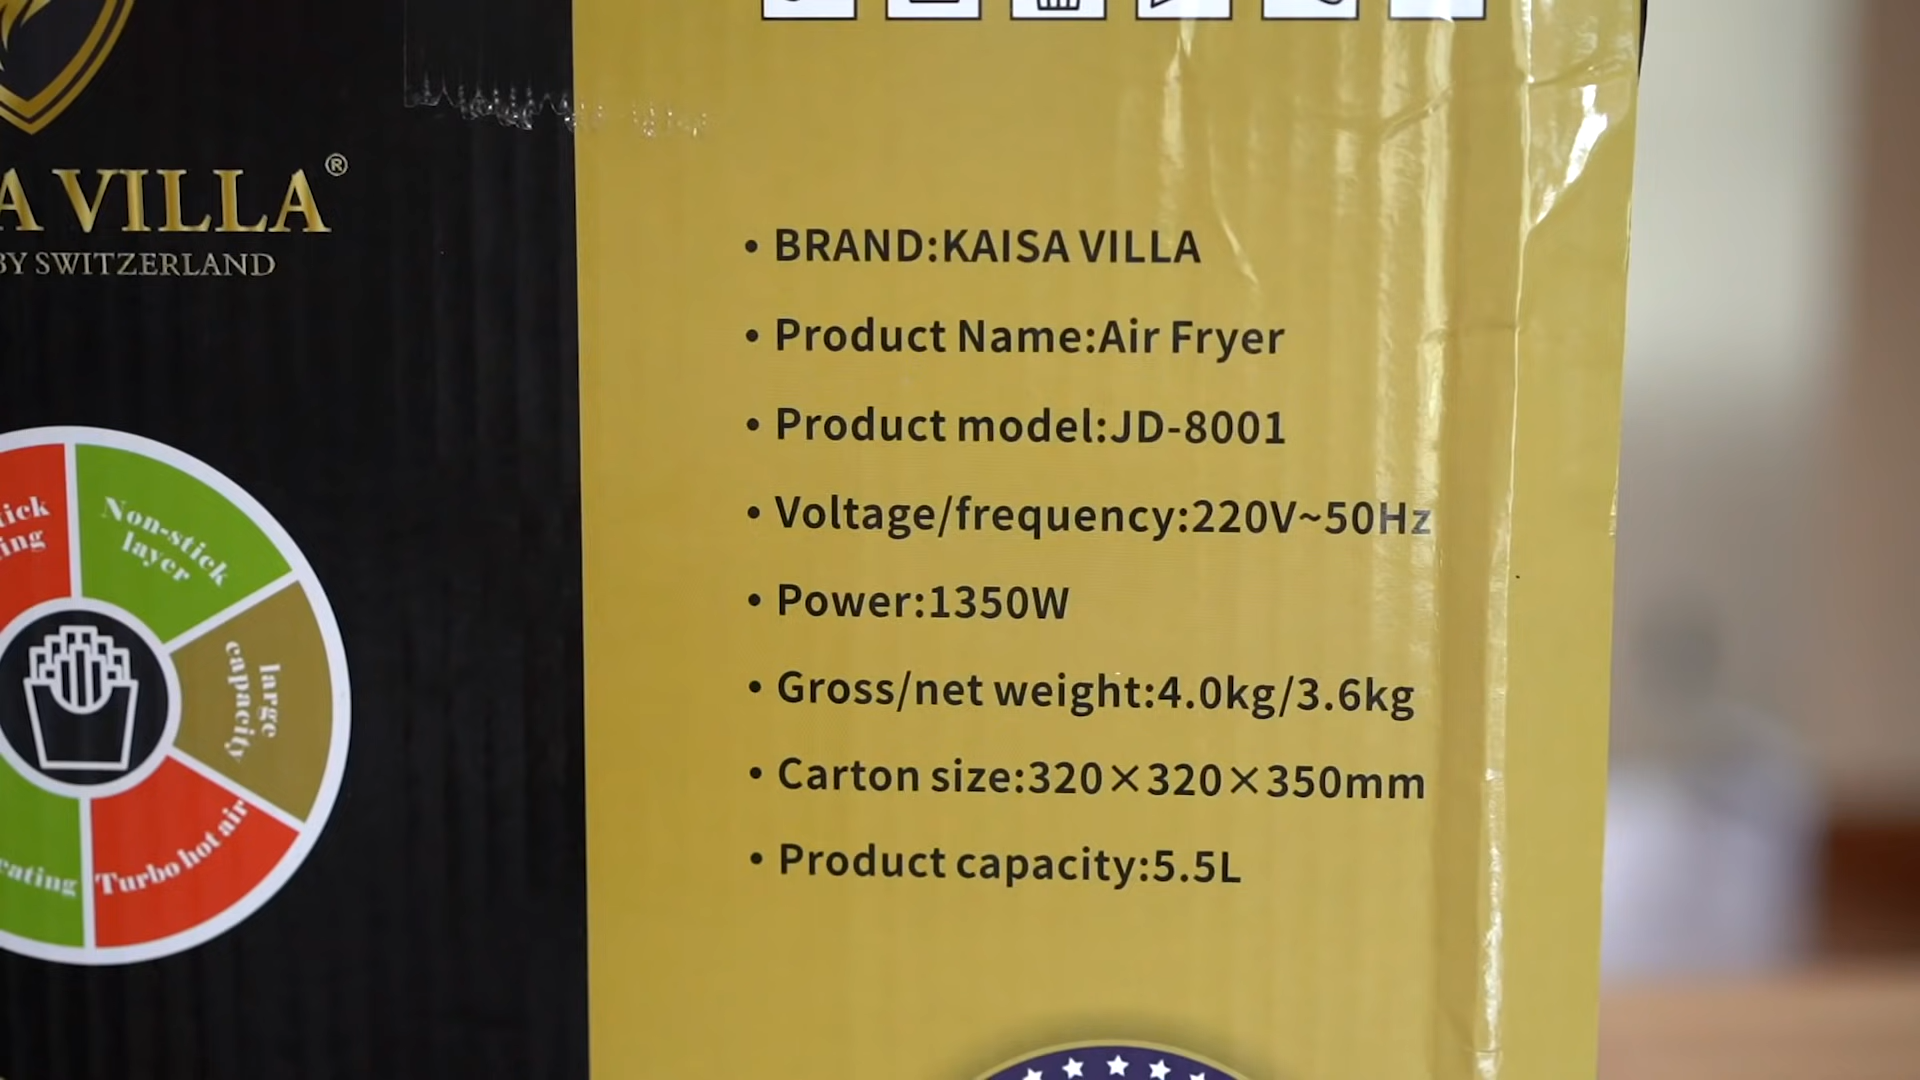 A VILLA®
BY SWITZERLAND
Non-stick
layer
large
capacity
Turbo hot air
• BRAND:KAISA VILLA
• Product Name:Air Fryer
• Product model:JD-8001
• Voltage/frequency:220V~50Hz
• Power:1350W
• Gross/net weight:4.0kg/3.6kg
• Carton size:320×320×350mm
• Product capacity:5.5L